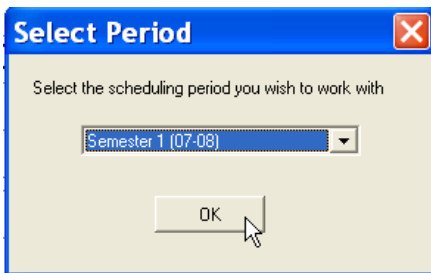 Select Period
Select the scheduling period you wish to work with
Semester 1 (07-08)
OK